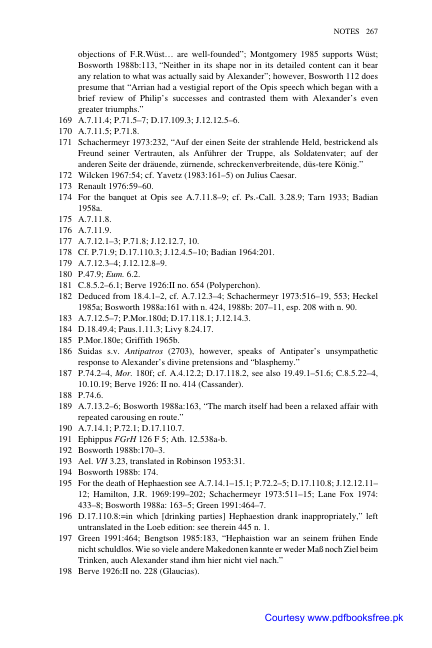 NOTES 267
objections of F.R.Wüst… are well-founded”; Montgomery 1985 supports Wüst;
Bosworth 1988b:113, “Neither in its shape nor in its detailed content can it bear
any relation to what was actually said by Alexander”; however, Bosworth 112 does
presume that “Arrian had a vestigial report of the Opis speech which began with a
brief review of Philip’s successes and contrasted them with Alexander’s even
greater triumphs.”
169 A.7.11.4; P.71.5–7; D.17.109.3; J.12.12.5–6.
170 A.7.11.5; P.71.8.
171 Schachermeyr 1973:232, “Auf der einen Seite der strahlende Held, bestrickend als
Freund seiner Vertrauten, als Anführer der Truppe, als Soldatenvater; auf der
anderen Seite der dräuende, zürnende, schreckenverbreitende, düs-tere König.”
172 Wilcken 1967:54; cf. Yavetz (1983:161–5) on Julius Caesar.
173 Renault 1976:59–60.
174 For the banquet at Opis see A.7.11.8–9; cf. Ps.-Call. 3.28.9; Tarn 1933; Badian
1958a.
175 A.7.11.8.
176 A.7.11.9.
177 A.7.12.1–3; P.71.8; J.12.12.7, 10.
178 Cf. P.71.9; D.17.110.3; J.12.4.5–10; Badian 1964:201.
179 A.7.12.3–4; J.12.12.8–9.
180 P.47.9; Eum. 6.2.
181 C.8.5.2–6.1; Berve 1926:II no. 654 (Polyperchon).
182 Deduced from 18.4.1–2, cf. A.7.12.3–4; Schachermeyr 1973:516–19, 553; Heckel
1985a; Bosworth 1988a:161 with n. 424, 1988b: 207–11, esp. 208 with n. 90.
183 A.7.12.5–7; P.Mor.180d; D.17.118.1; J.12.14.3.
184 D.18.49.4; Paus.1.11.3; Livy 8.24.17.
185 P.Mor.180e; Griffith 1965b.
186 Suidas s.v. Antipatros (2703), however, speaks of Antipater’s unsympathetic
response to Alexander’s divine pretensions and “blasphemy.”
187 P.74.2–4, Mor. 180f; cf. A.4.12.2; D.17.118.2, see also 19.49.1–51.6; C.8.5.22–4,
10.10.19; Berve 1926: II no. 414 (Cassander).
188 P.74.6.
189 A.7.13.2–6; Bosworth 1988a:163, “The march itself had been a relaxed affair with
repeated carousing en route.”
190 A.7.14.1; P.72.1; D.17.110.7.
191 Ephippus FGrH 126 F 5; Ath. 12.538a-b.
192 Bosworth 1988b:170–3.
193 Ael. VH 3.23, translated in Robinson 1953:31.
194 Bosworth 1988b: 174.
195 For the death of Hephaestion see A.7.14.1–15.1; P.72.2–5; D.17.110.8; J.12.12.11–
12; Hamilton, J.R. 1969:199–202; Schachermeyr 1973:511–15; Lane Fox 1974:
433–8; Bosworth 1988a: 163–5; Green 1991:464–7.
196 D.17.110.8:=in which [drinking parties] Hephaestion drank inappropriately,” left
untranslated in the Loeb edition: see therein 445 n. 1.
197 Green 1991:464; Bengtson 1985:183, “Hephaistion war an seinem frühen Ende
nicht schuldlos. Wie so viele andere Makedonen kannte er weder Maß noch Ziel beim
Trinken, auch Alexander stand ihm hier nicht viel nach.”
198 Berve 1926:II no. 228 (Glaucias).
Courtesy www.pdfbooksfree.pk